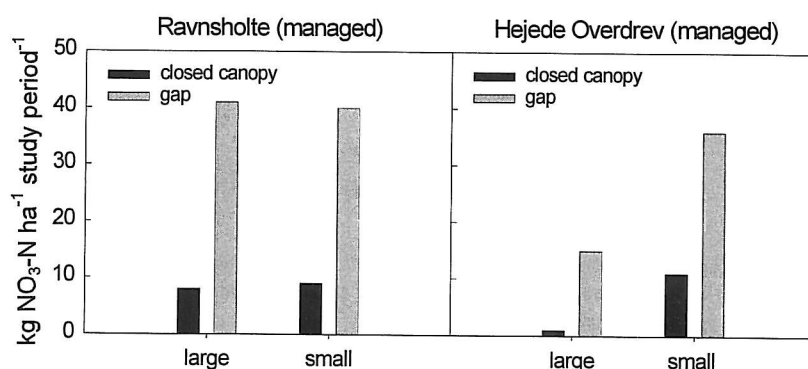 Ravnsholte (managed)
Hejede Overdrev (managed)
kg NO₃-N ha⁻¹ study period⁻¹
50
40
30
20
10
0
closed canopy
gap
closed canopy
gap
large
small
large
small